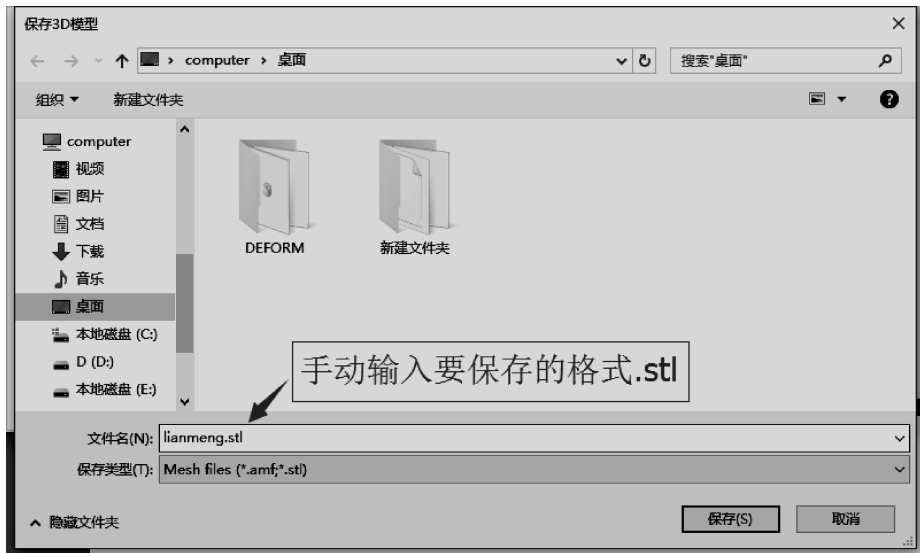 保存3D模型
computer › 桌面
搜索"桌面"
组织
新建文件夹
computer
视频
图片
文档
下载
音乐
桌面
本地磁盘 (C:)
D (D:)
本地磁盘 (E:)
DEFORM
新建文件夹
手动输入要保存的格式.stl
文件名(N): lianmeng.stl
保存类型(T): Mesh files (*.amf;*.stl)
隐藏文件夹
保存(S)
取消